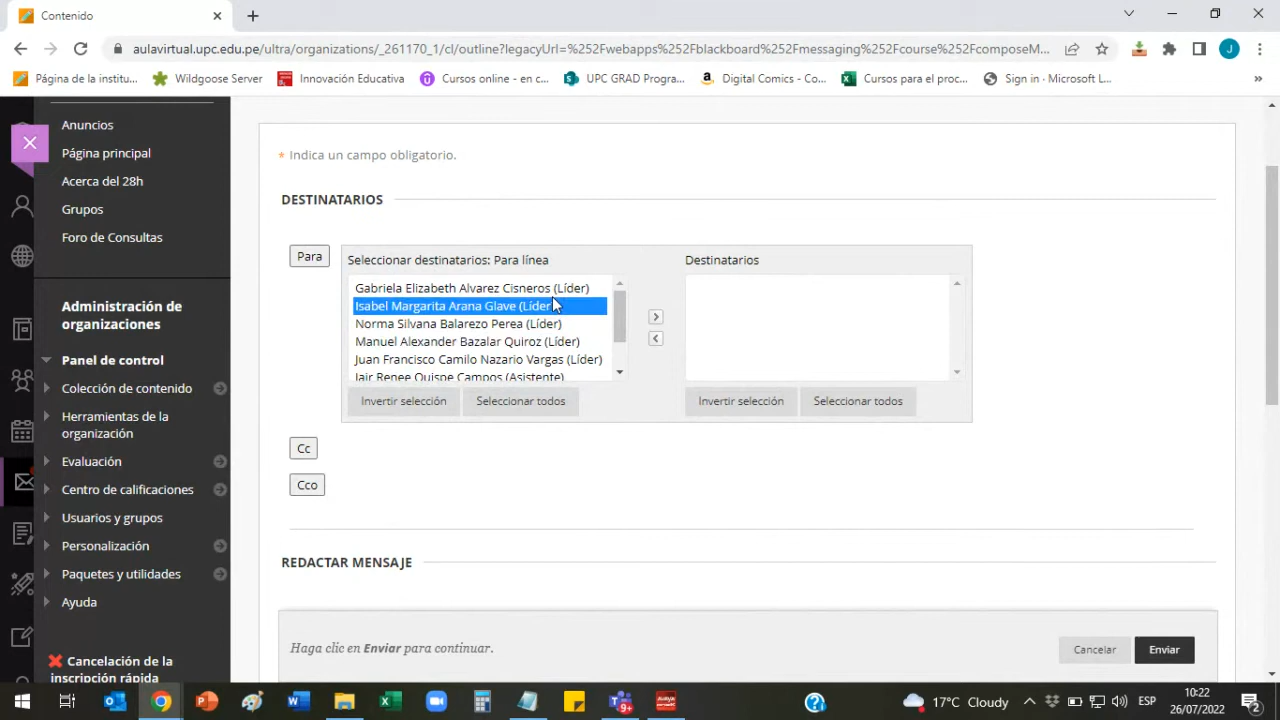 Contenido
aulavirtual.upc.edu.pe/ultra/organizations/_261170_1/cl/outline?legacyUrl=%252Fwebapps%252Fblackboard%252Fmessaging%252Fcourse%252FcomposeM...
J
Página de la institu...
Wildgoose Server
Innovación Educativa
Cursos online - en c...
UPC GRAD Progra...
Digital Comics - Co...
Cursos para el proc...
Sign in - Microsoft L...
»
Anuncios
Página principal
Acerca del 28h
Grupos
Foro de Consultas
Administración de
organizaciones
Panel de control
Colección de contenido
Herramientas de la
organización
Evaluación
Centro de calificaciones
Usuarios y grupos
Personalización
Paquetes y utilidades
Ayuda
Cancelación de la
inscripción rápida
* Indica un campo obligatorio.
DESTINATARIOS
Para
Seleccionar destinatarios: Para línea
Gabriela Elizabeth Alvarez Cisneros (Líder)
Isabel Margarita Arana Glave (Líder)
Norma Silvana Balarezo Perea (Líder)
Manuel Alexander Bazalar Quiroz (Líder)
Juan Francisco Camilo Nazario Vargas (Líder)
Jair Renee Quispe Campos (Asistente)
Invertir selección
Seleccionar todos
Destinatarios
Invertir selección
Seleccionar todos
Cc
Cco
REDACTAR MENSAJE
Haga clic en Enviar para continuar.
Cancelar
Enviar
9+
17°C Cloudy
ESP
10:22
26/07/2022
2